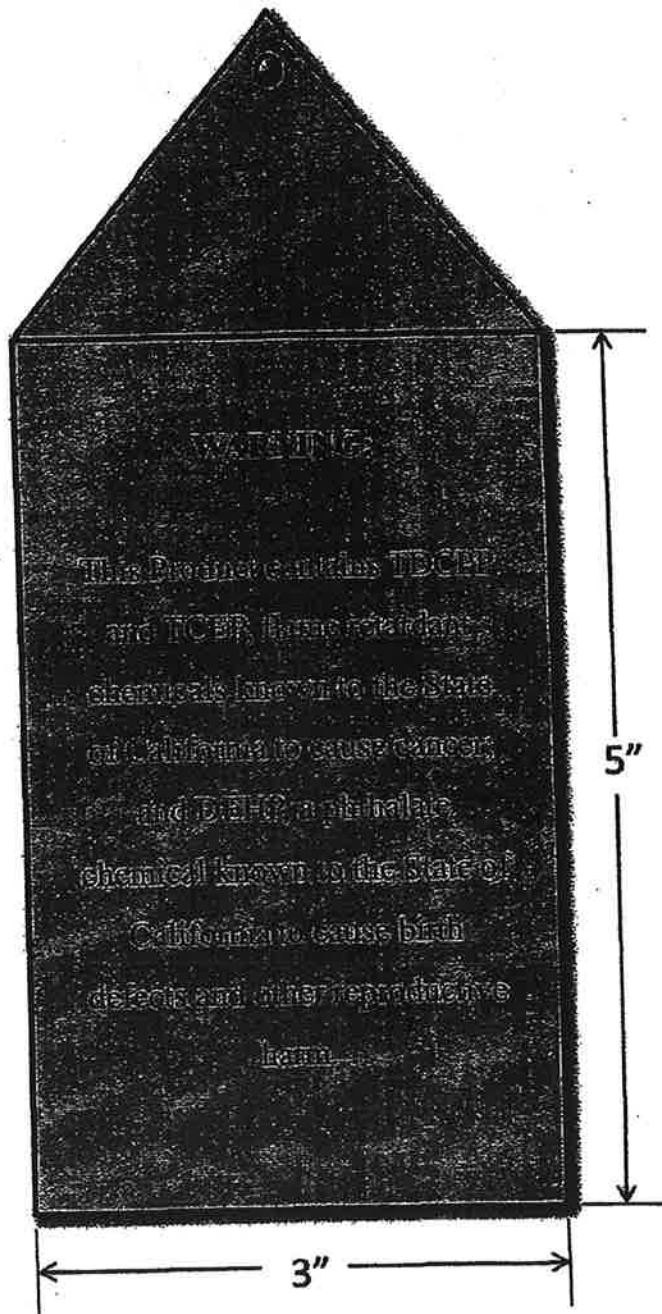 WARNING:
This Product contains TDCPP
and TCEP, flame retardant
chemicals known to the State
of California to cause cancer,
and DEHP, a phthalate
chemical known to the State of
California to cause birth
defects and other reproductive
harm.
5"
3"